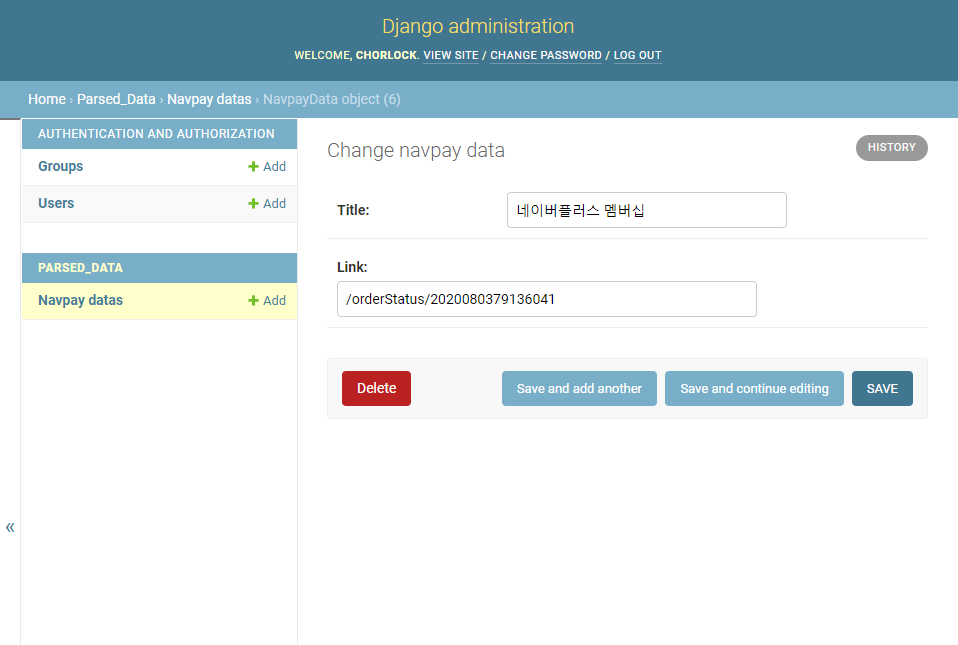 Django administration
WELCOME, CHORLOCK. VIEW SITE / CHANGE PASSWORD / LOG OUT
Home › Parsed_Data › Navpay datas › NavpayData object (6)
AUTHENTICATION AND AUTHORIZATION
Groups + Add
Users + Add
PARSED_DATA
Navpay datas + Add
«
Change navpay data
HISTORY
Title: 네이버플러스 멤버십
Link:
/orderStatus/2020080379136041
Delete Save and add another Save and continue editing SAVE